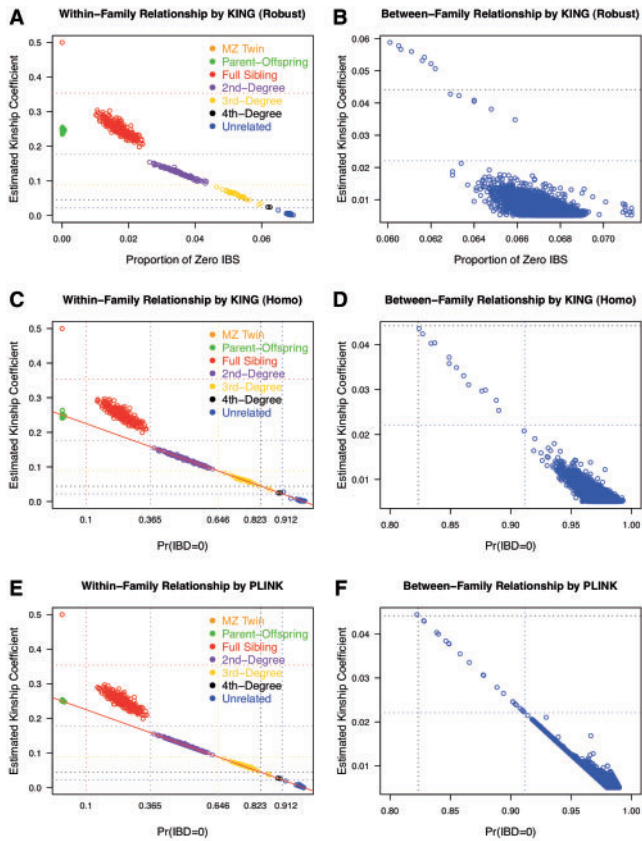 A
Within-Family Relationship by KING (Robust)
Estimated Kinship Coefficient
0.5
0.4
0.3
0.2
0.1
0.0
MZ Twin
Parent-Offspring
Full Sibling
2nd-Degree
3rd-Degree
4th-Degree
Unrelated
0.00 0.02 0.04 0.06
Proportion of Zero IBS
B
Between-Family Relationship by KING (Robust)
Estimated Kinship Coefficient
0.06
0.05
0.04
0.03
0.02
0.01
0.060 0.062 0.064 0.066 0.068 0.070
Proportion of Zero IBS
C
Within-Family Relationship by KING (Homo)
Estimated Kinship Coefficient
0.5
0.4
0.3
0.2
0.1
0.0
MZ Twin
Parent-Offspring
Full Sibling
2nd-Degree
3rd-Degree
4th-Degree
Unrelated
0.1 0.365 0.646 0.823 0.912
Pr(IBD=0)
D
Between-Family Relationship by KING (Homo)
Estimated Kinship Coefficient
0.04
0.03
0.02
0.01
0.80 0.85 0.90 0.95 1.00
Pr(IBD=0)
E
Within-Family Relationship by PLINK
Estimated Kinship Coefficient
0.5
0.4
0.3
0.2
0.1
0.0
MZ Twin
Parent-Offspring
Full Sibling
2nd-Degree
3rd-Degree
4th-Degree
Unrelated
0.1 0.365 0.646 0.823 0.912
Pr(IBD=0)
F
Between-Family Relationship by PLINK
Estimated Kinship Coefficient
0.04
0.03
0.02
0.01
0.80 0.85 0.90 0.95 1.00
Pr(IBD=0)